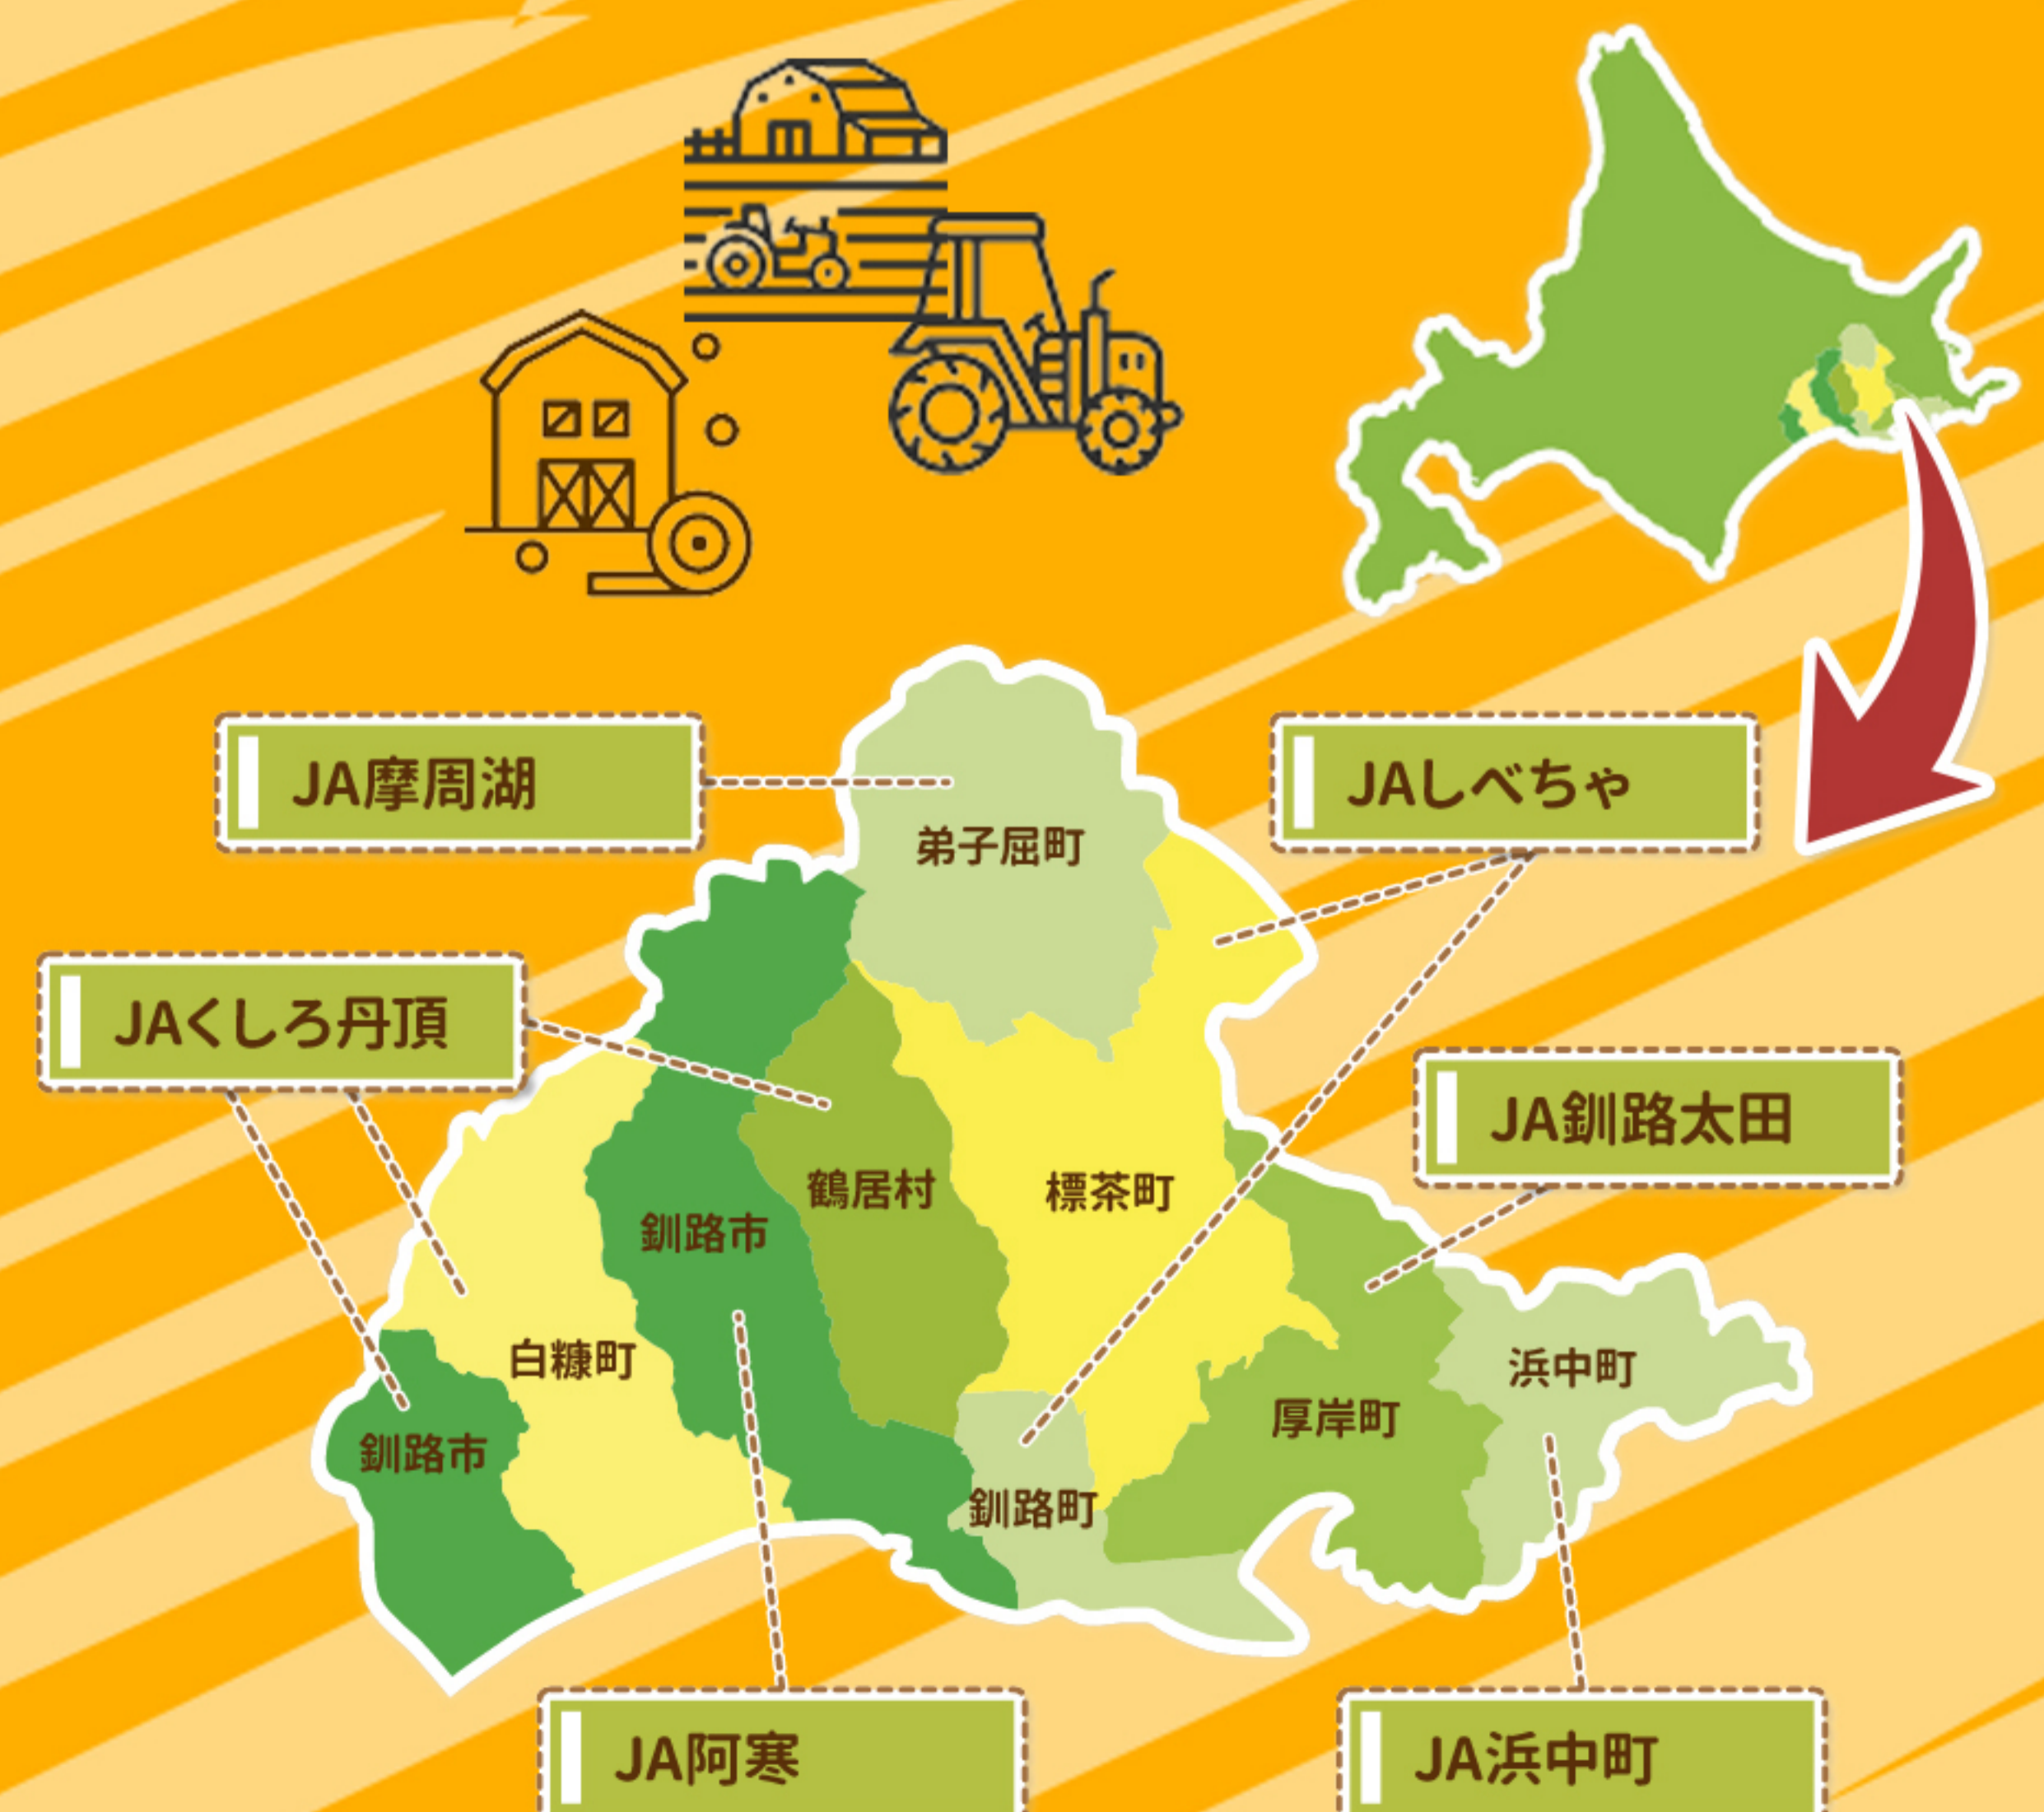 JA摩周湖
JAしべちゃ
弟子屈町
JAくしろ丹頂
JA釧路太田
鶴居村
標茶町
釧路市
白糠町
浜中町
厚岸町
釧路市
釧路町
JA阿寒
JA浜中町